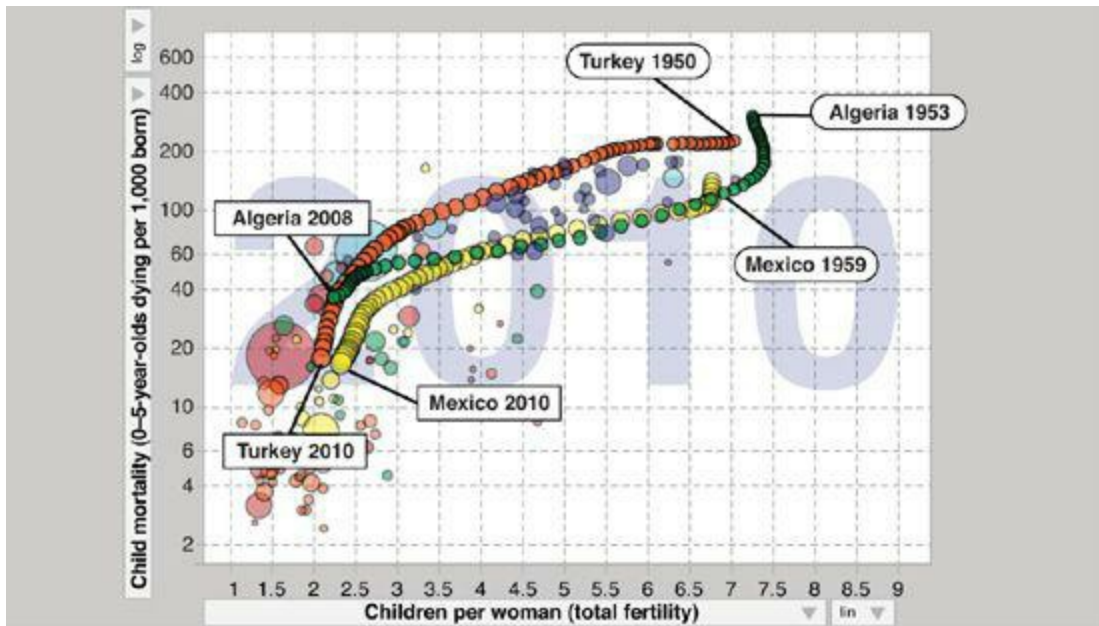 log
Child mortality (0–5-year-olds dying per 1,000 born)
600
400
200
100
60
40
20
10
6
4
2
2010
Turkey 1950
Algeria 1953
Algeria 2008
Mexico 1959
Mexico 2010
Turkey 2010
1 1.5 2 2.5 3 3.5 4 4.5 5 5.5 6 6.5 7 7.5 8 8.5 9
Children per woman (total fertility)
lin